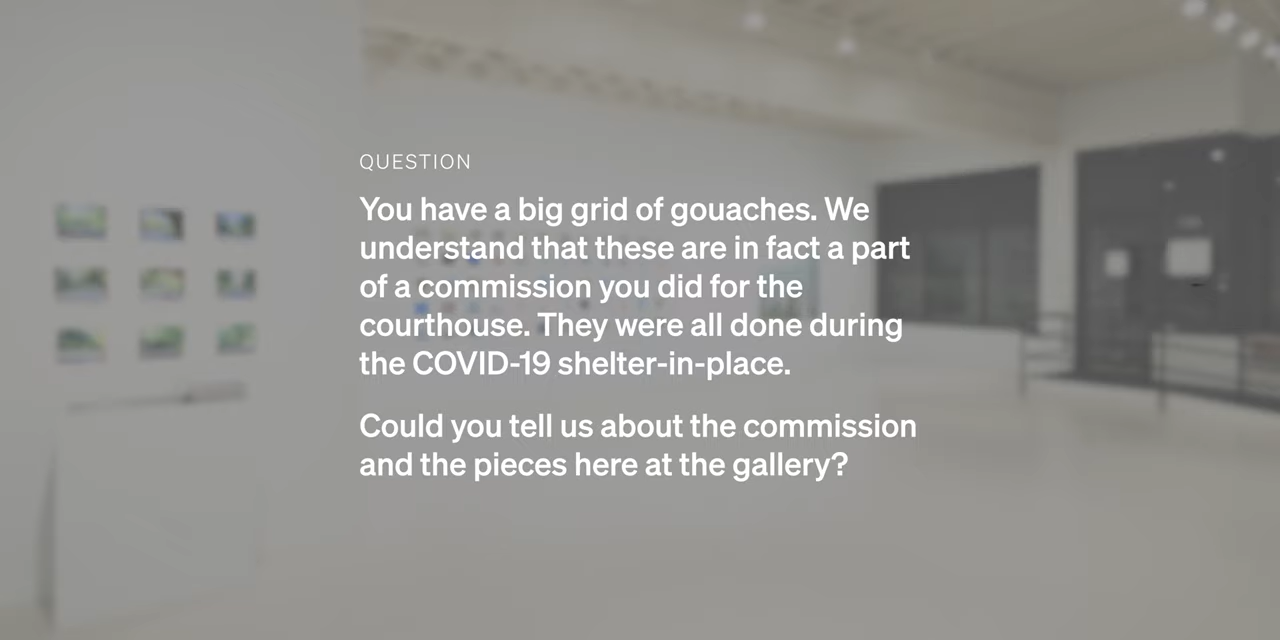 QUESTION
You have a big grid of gouaches. We
understand that these are in fact a part
of a commission you did for the
courthouse. They were all done during
the COVID-19 shelter-in-place.
Could you tell us about the commission
and the pieces here at the gallery?